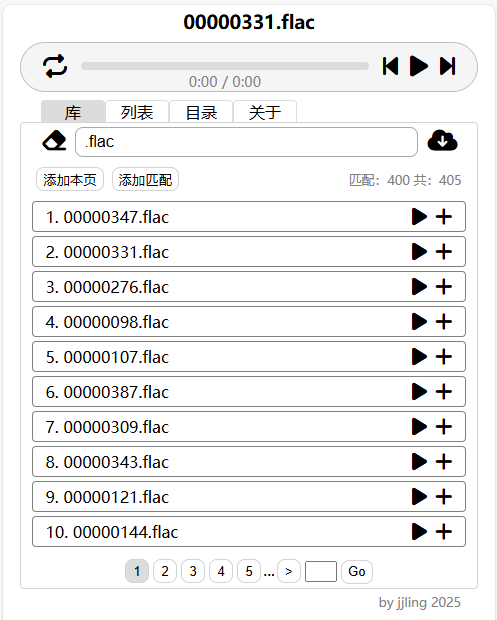 00000331.flac
0:00 / 0:00
库 列表 目录 关于
.flac
添加本页 添加匹配 匹配：400 共：405
1. 00000347.flac
2. 00000331.flac
3. 00000276.flac
4. 00000098.flac
5. 00000107.flac
6. 00000387.flac
7. 00000309.flac
8. 00000343.flac
9. 00000121.flac
10. 00000144.flac
1 2 3 4 5 ... > Go
by jjling 2025